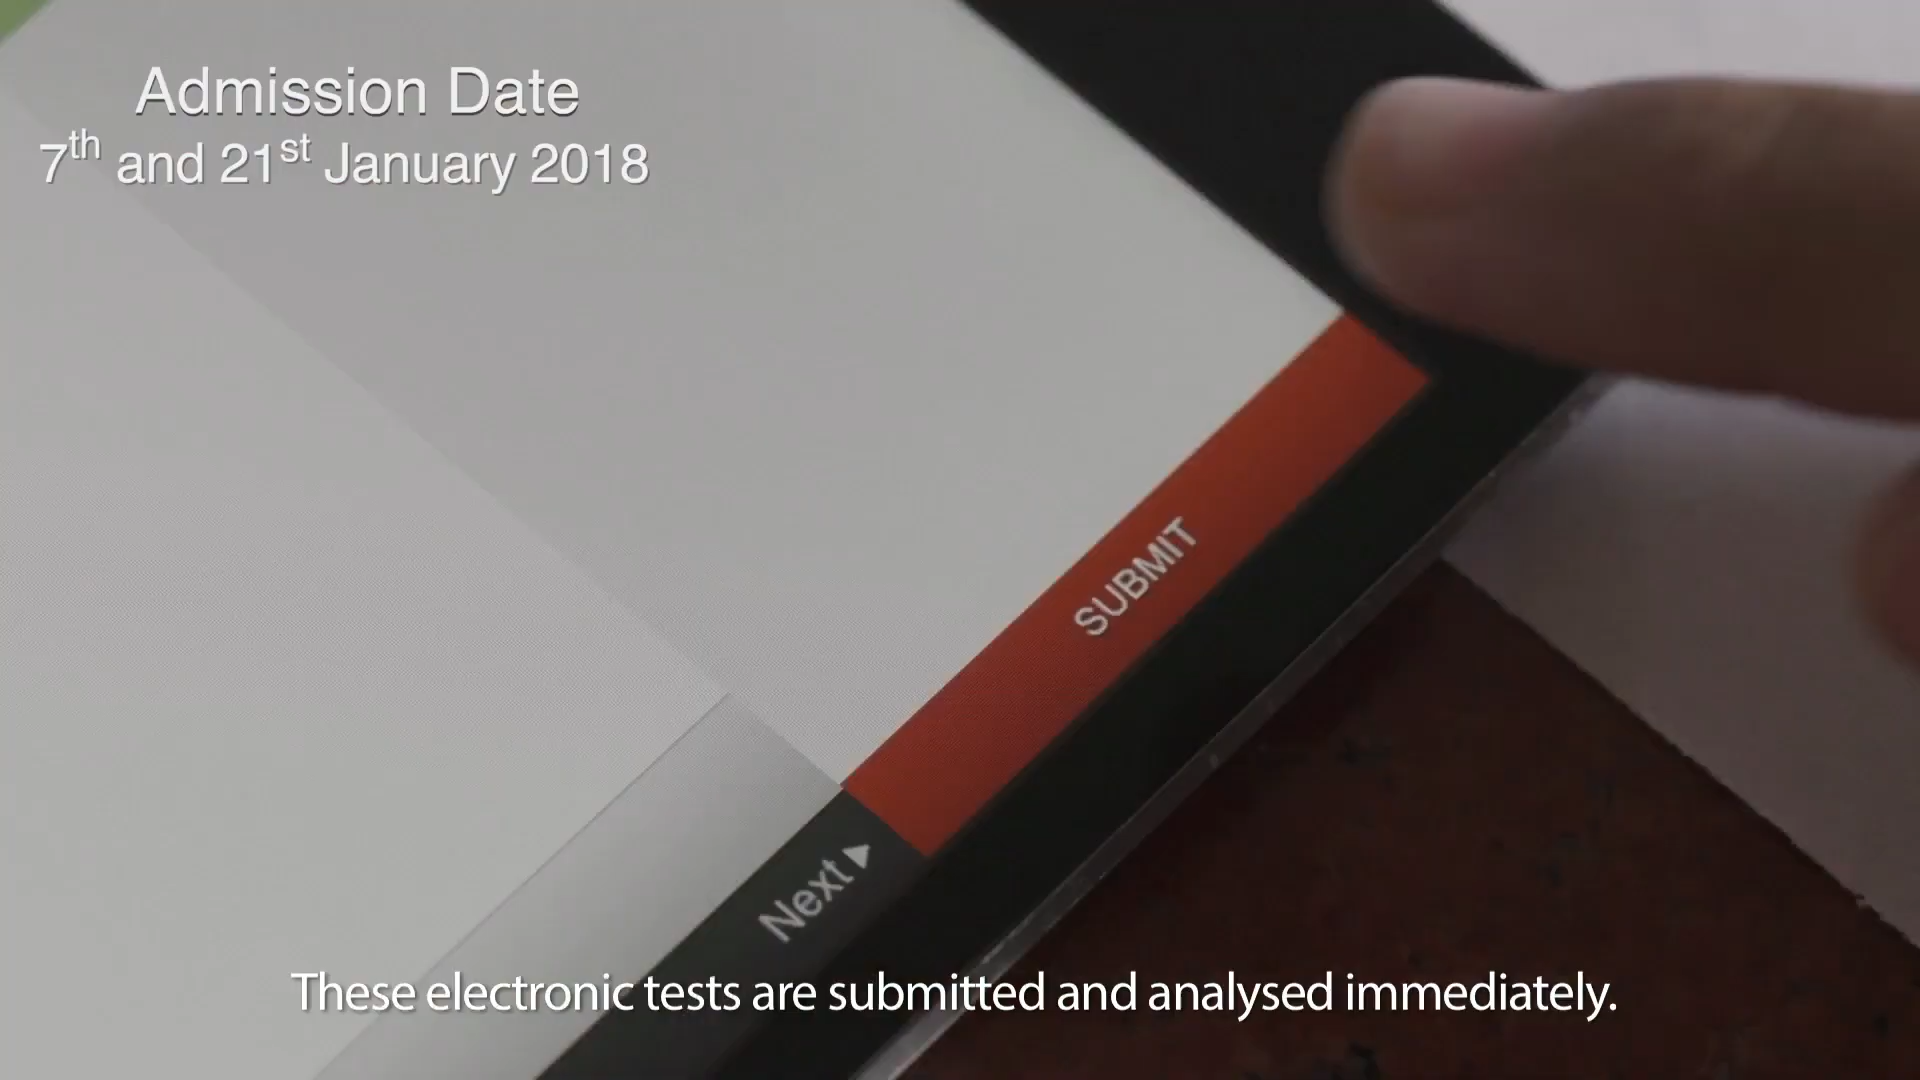 Admission Date
7th and 21st January 2018
SUBMIT
Next ▶
These electronic tests are submitted and analysed immediately.